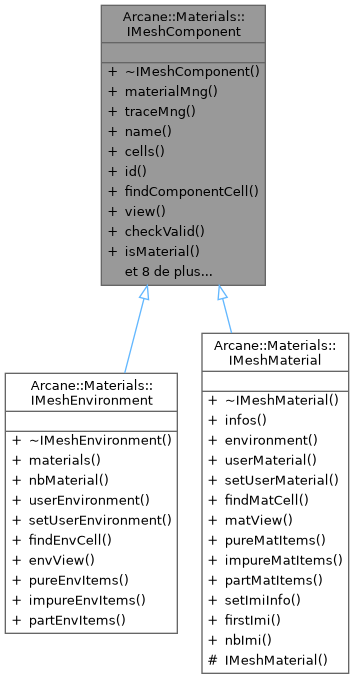 Arcane::Materials::
IMeshComponent
+ ~IMeshComponent()
+ materialMng()
+ traceMng()
+ name()
+ cells()
+ id()
+ findComponentCell()
+ view()
+ checkValid()
+ isMaterial()
et 8 de plus...
Arcane::Materials::
IMeshEnvironment
+ ~IMeshEnvironment()
+ materials()
+ nbMaterial()
+ userEnvironment()
+ setUserEnvironment()
+ findEnvCell()
+ envView()
+ pureEnvItems()
+ impureEnvItems()
+ partEnvItems()
Arcane::Materials::
IMeshMaterial
+ ~IMeshMaterial()
+ infos()
+ environment()
+ userMaterial()
+ setUserMaterial()
+ findMatCell()
+ matView()
+ pureMatItems()
+ impureMatItems()
+ partMatItems()
+ setImiInfo()
+ firstImi()
+ nbImi()
# IMeshMaterial()